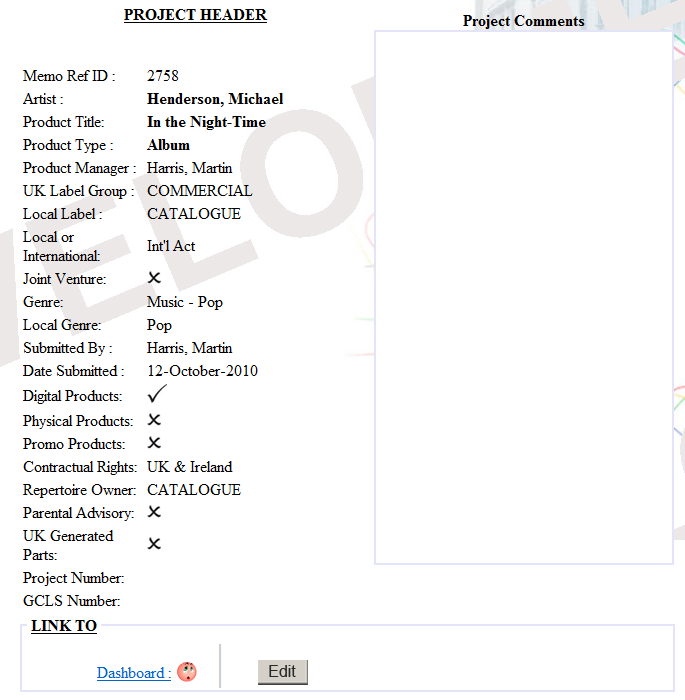 PROJECT HEADER
Project Comments
Memo Ref ID : 2758
Artist : Henderson, Michael
Product Title: In the Night-Time
Product Type : Album
Product Manager : Harris, Martin
UK Label Group : COMMERCIAL
Local Label : CATALOGUE
Local or
International: Int'l Act
Joint Venture:
Genre: Music - Pop
Local Genre: Pop
Submitted By : Harris, Martin
Date Submitted : 12-October-2010
Digital Products:
Physical Products:
Promo Products:
Contractual Rights: UK & Ireland
Repertoire Owner: CATALOGUE
Parental Advisory:
UK Generated
Parts:
Project Number:
GCLS Number:
LINK TO
Dashboard :
Edit